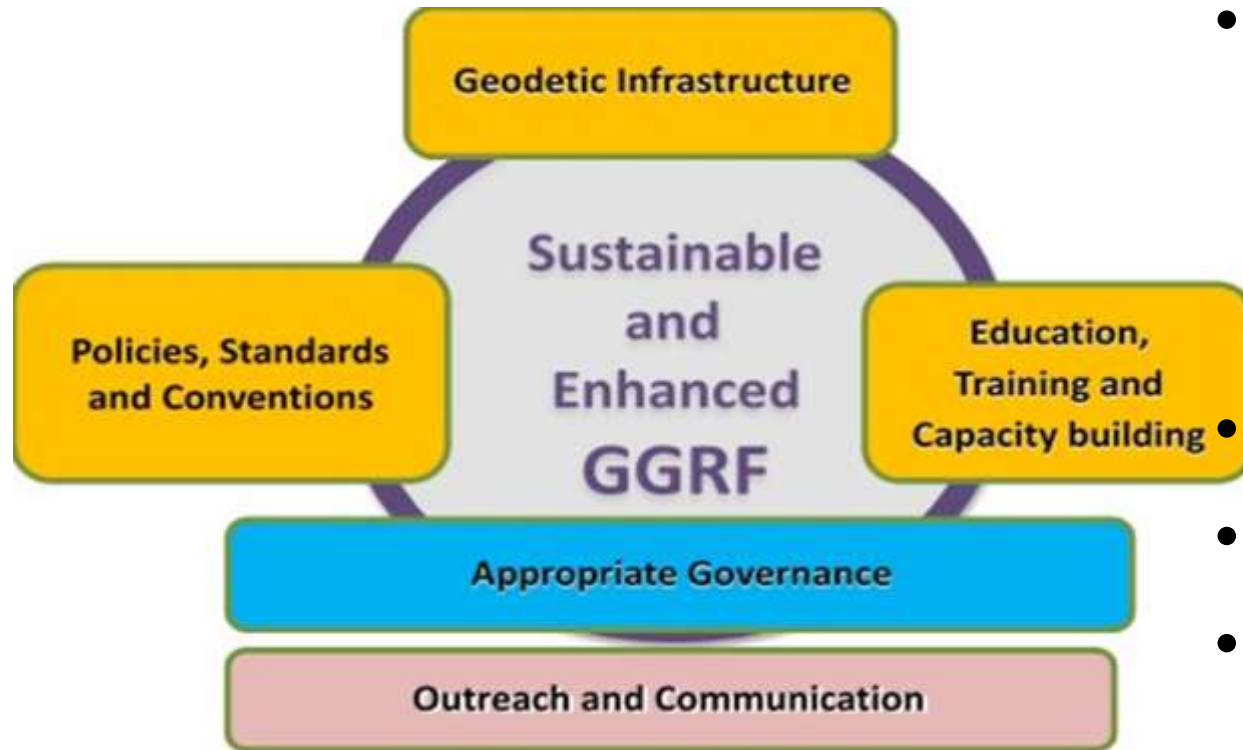 Geodetic Infrastructure
Sustainable
and
Enhanced
GGRF
Policies, Standards
and Conventions
Education,
Training and
Capacity building
Appropriate Governance
Outreach and Communication